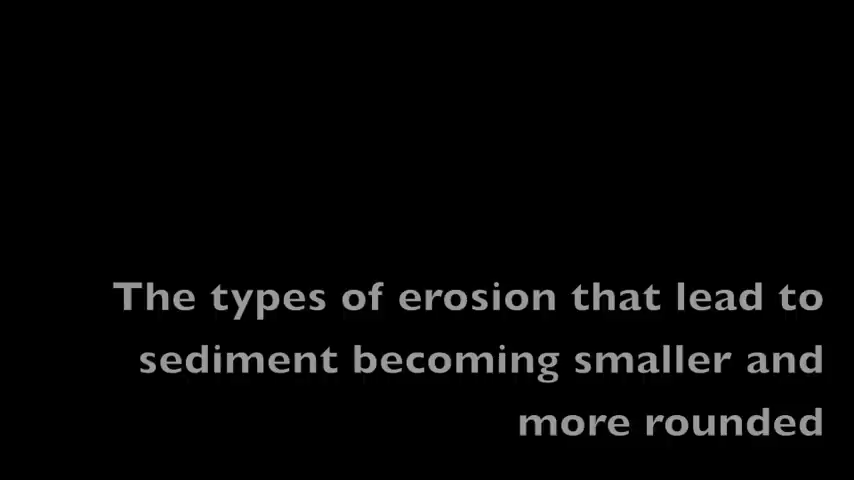 The types of erosion that lead to
sediment becoming smaller and
more rounded